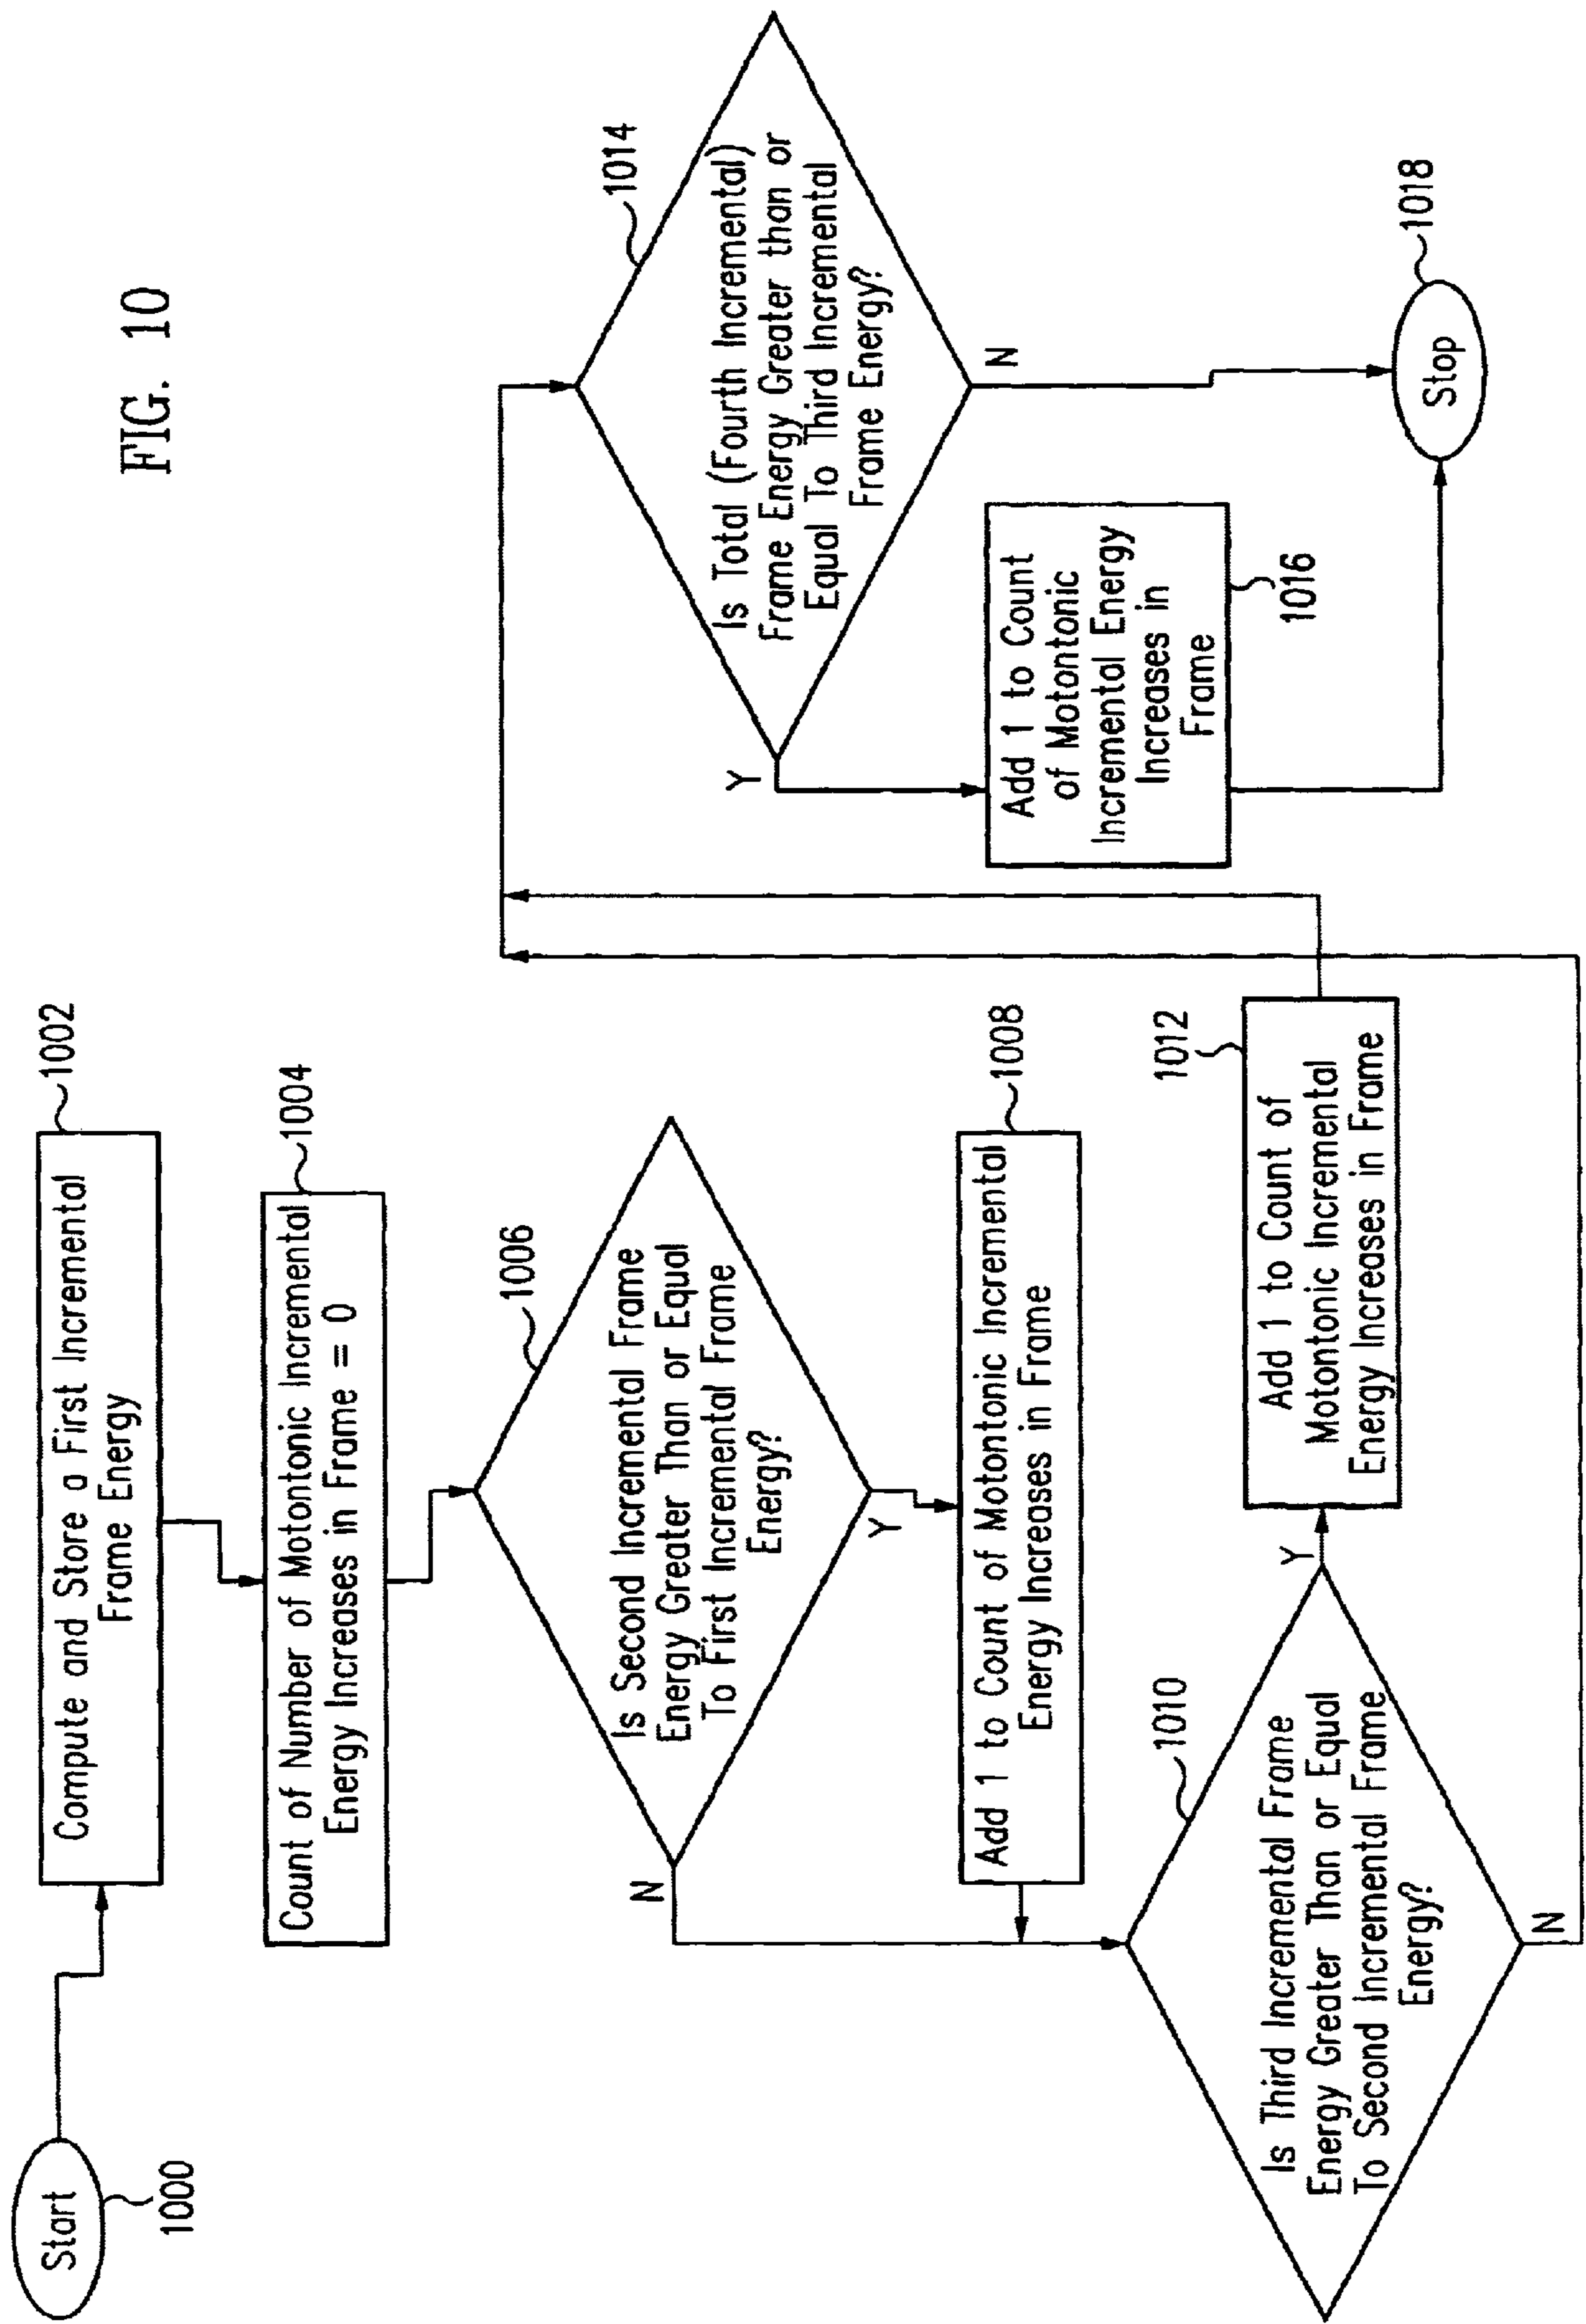 FIG. 10
Start
1000
Compute and Store a First Incremental
Frame Energy
1002
Count of Number of Motontonic Incremental
Energy Increases in Frame = 0
1004
Is Second Incremental Frame
Energy Greater Than or Equal
To First Incremental Frame
Energy?
1006
N
Y
Add 1 to Count of Motontonic Incremental
Energy Increases in Frame
1008
Is Third Incremental Frame
Energy Greater Than or Equal
To Second Incremental Frame
Energy?
1010
Y
N
Add 1 to Count of
Motontonic Incremental
Energy Increases in Frame
1012
Is Total (Fourth Incremental)
Frame Energy Greater than or
Equal To Third Incremental
Frame Energy?
1014
Y
N
Add 1 to Count
of Motontonic
Incremental Energy
Increases in
Frame
1016
Stop
1018